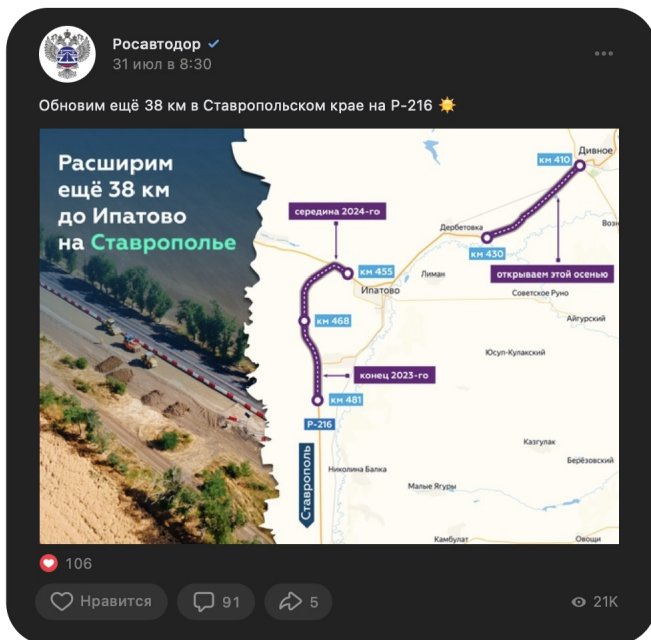 Росавтодор
31 июл в 8:30
Обновим ещё 38 км в Ставропольском крае на Р-216
Расширим
ещё 38 км
до Ипатово
на Ставрополье
середина 2024-го
км 410
Дивное
Дербетовка
км 430
открываем этой осенью
км 455
Лиман
Ипатово
Советское Руно
Айгурский
км 468
Юсуп-Кулакский
конец 2023-го
км 481
Р-216
Ставрополь
Казгулак
Берёзовский
Николина Балка
Малые Ягуры
Камбулат
Овощи
106
Нравится
91
5
21K